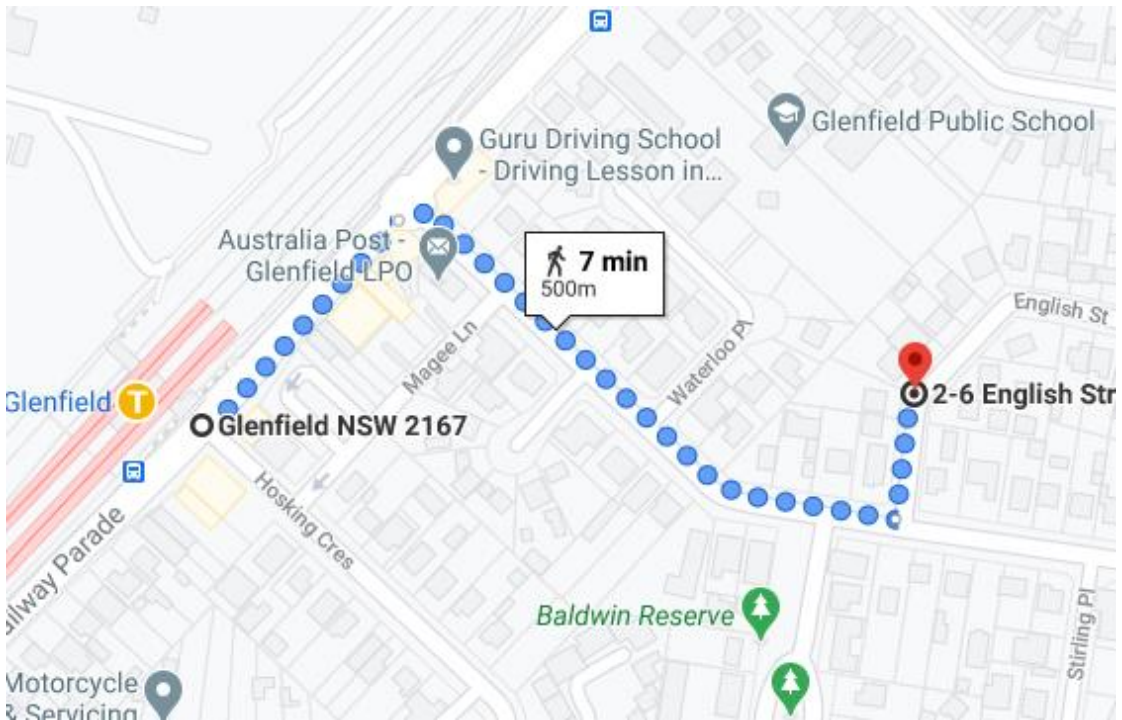 Glenfield Public School
Guru Driving School
- Driving Lesson in...
Australia Post -
Glenfield LPO
7 min
500m
English St
Magee Ln
Waterloo Pl
Glenfield T
2-6 English Str
Glenfield NSW 2167
Hosking Cres
ailway Parade
Baldwin Reserve
Stirling Pl
Motorcycle
& Servicing